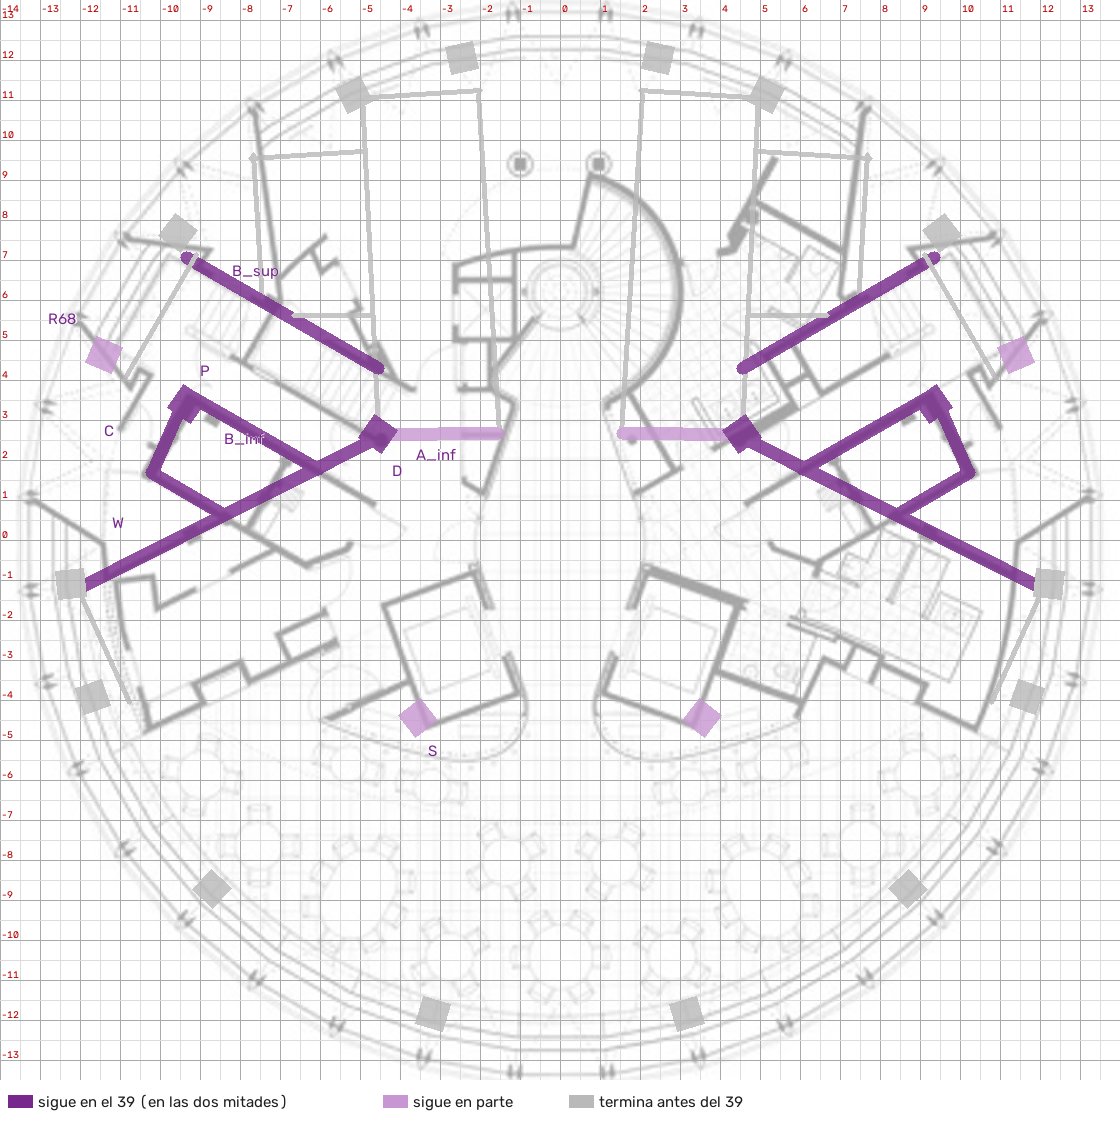 -14 -13 -12 -11 -10 -9 -8 -7 -6 -5 -4 -3 -2 -1 0 1 2 3 4 5 6 7 8 9 10 11 12 13
13
12
11
10
9
8
7
B_sup
6
R68
5
P
4
3
C
B_inf
A_inf
2
D
1
W
0
-1
-2
-3
-4
-5
S
-6
-7
-8
-9
-10
-11
-12
-13
sigue en el 39 (en las dos mitades)
sigue en parte
termina antes del 39